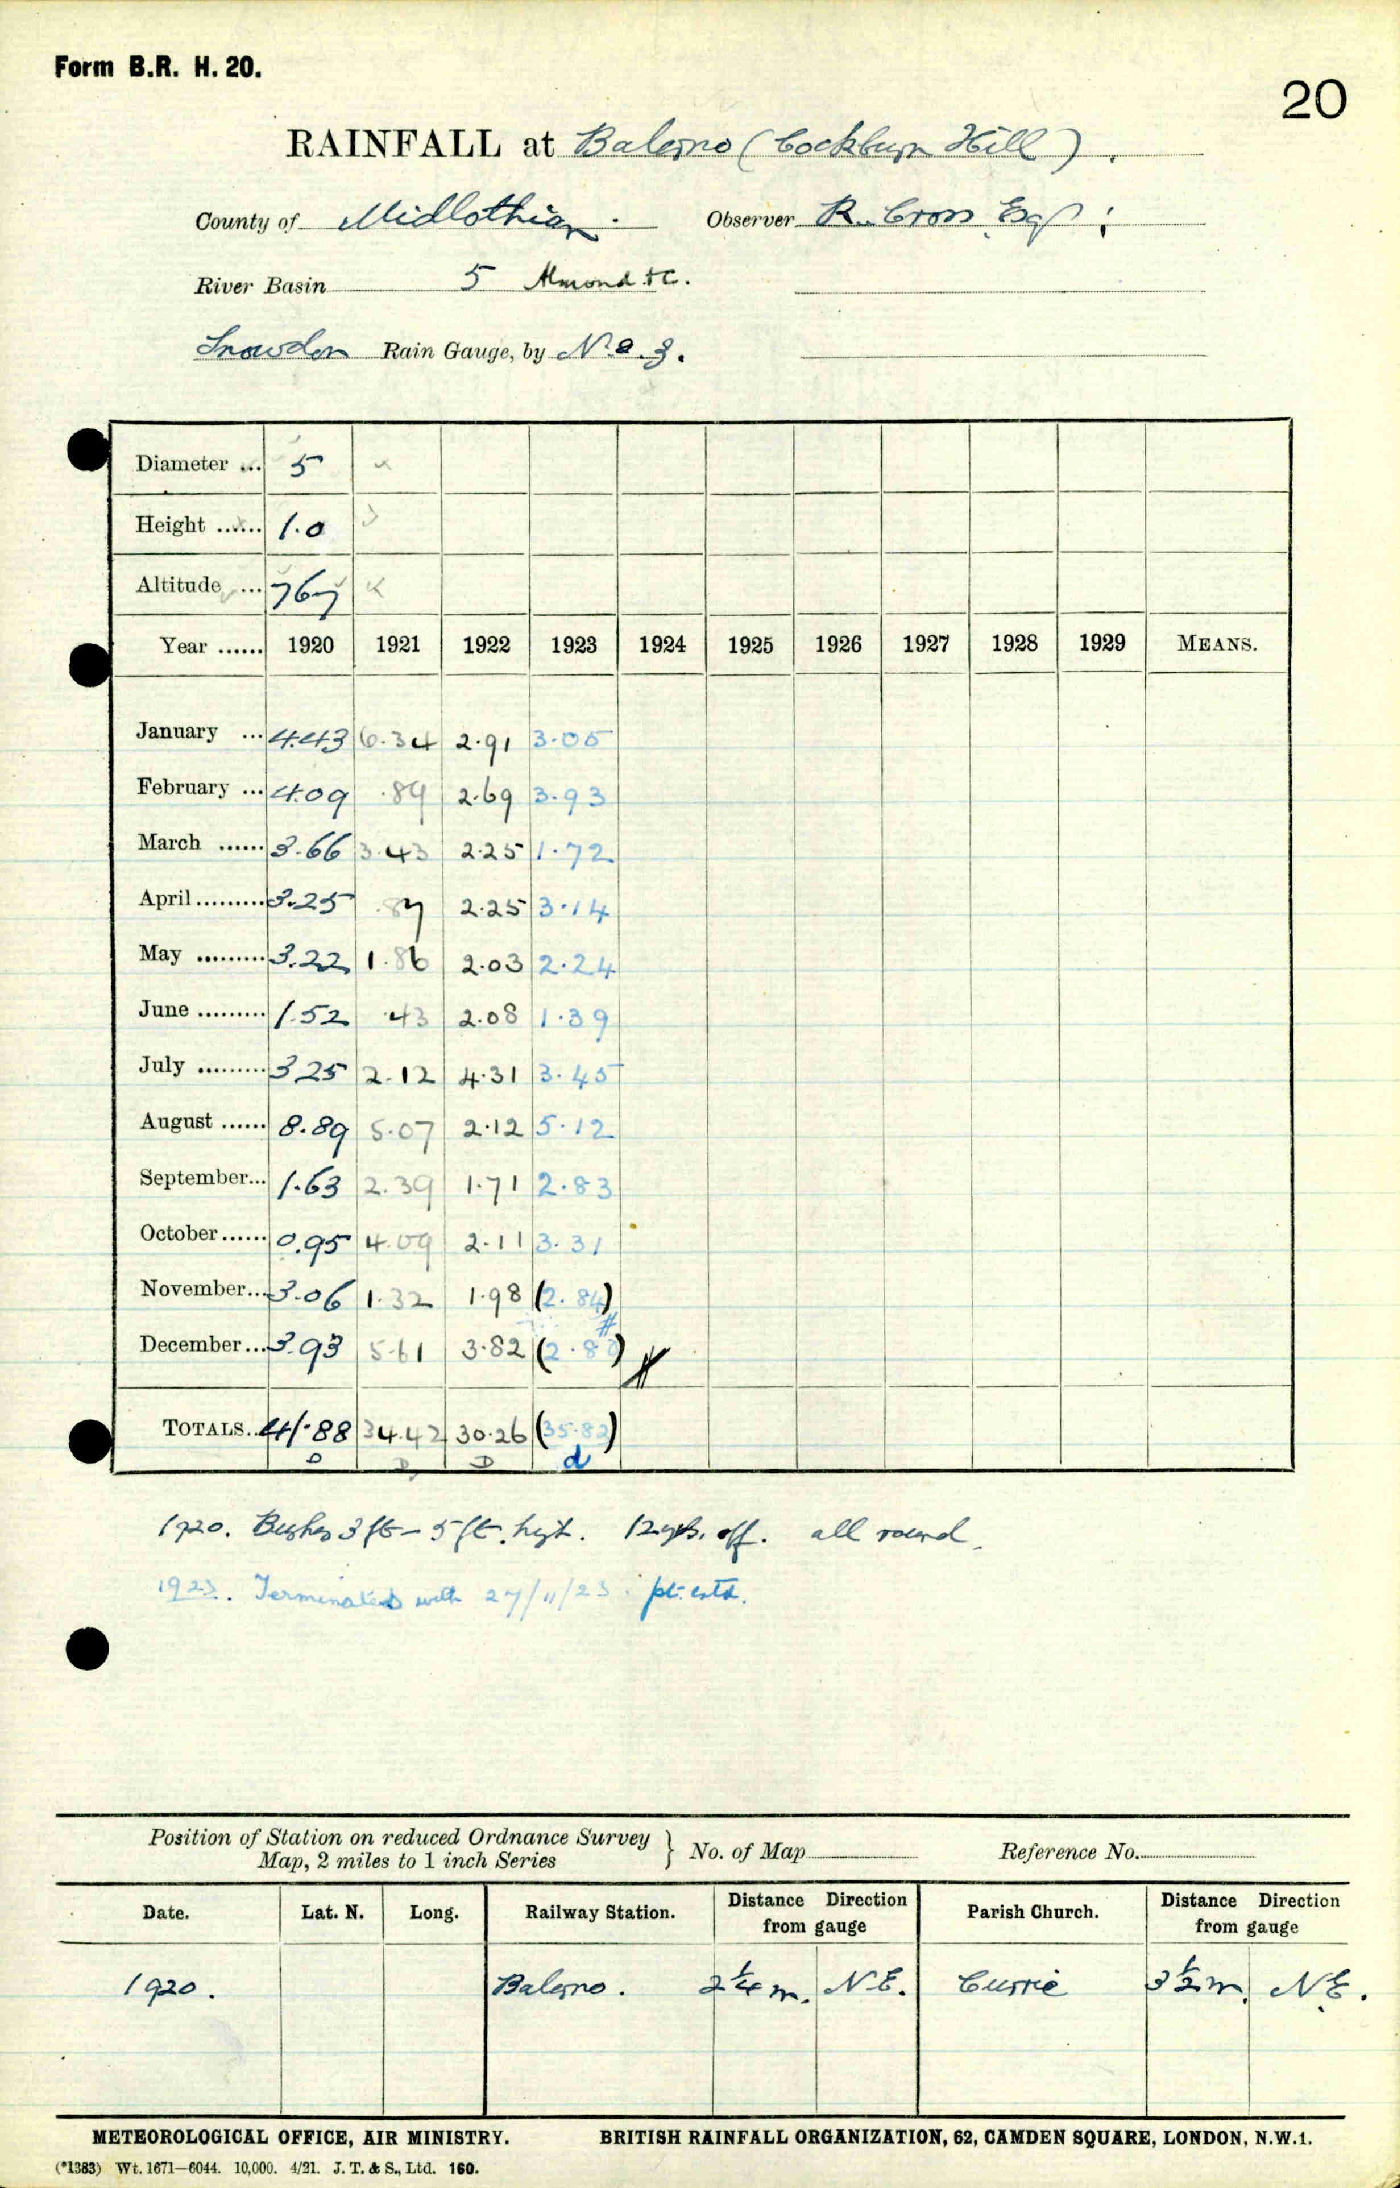 Form B.R. H. 20.
20
RAINFALL at Balerno (Cockburn Hill).
County of Midlothian. Observer R. Cross Esq;
River Basin 5 Almond &c.
Snowdon Rain Gauge, by N & Z.
Diameter ... 5
Height ...... 1.0
Altitude ... 767
Year ...... 1920 1921 1922 1923 1924 1925 1926 1927 1928 1929 MEANS.
January ... 4.43 6.34 2.91 3.05
February ... 4.09 .89 2.69 3.93
March ...... 3.66 3.43 2.25 1.72
April ......... 3.25 .87 2.25 3.14
May ......... 3.22 1.86 2.03 2.24
June ......... 1.52 .43 2.08 1.39
July ......... 3.25 2.12 4.31 3.45
August ...... 8.89 5.07 2.12 5.12
September... 1.63 2.39 1.71 2.83
October...... 0.95 4.09 2.11 3.31
November... 3.06 1.32 1.98 (2.84)
December... 3.93 5.61 3.82 (2.80) #
TOTALS.. 41.88 34.42 30.26 (35.82)
D D D d
1920. Bushes 3 ft – 5 ft. high. 12 yds. off. all round.
1923. Terminated with 27/11/23. pt. estd.
Position of Station on reduced Ordnance Survey
Map, 2 miles to 1 inch Series } No. of Map Reference No.
Date. Lat. N. Long. Railway Station. Distance Direction from gauge Parish Church. Distance Direction from gauge
1920. Balerno. 2¼ m. N.E. Currie 3½ m. N.E.
METEOROLOGICAL OFFICE, AIR MINISTRY. BRITISH RAINFALL ORGANIZATION, 62, CAMDEN SQUARE, LONDON, N.W.1.
(*1383) Wt. 1671—6044. 10,000. 4/21. J. T. & S., Ltd. 160.